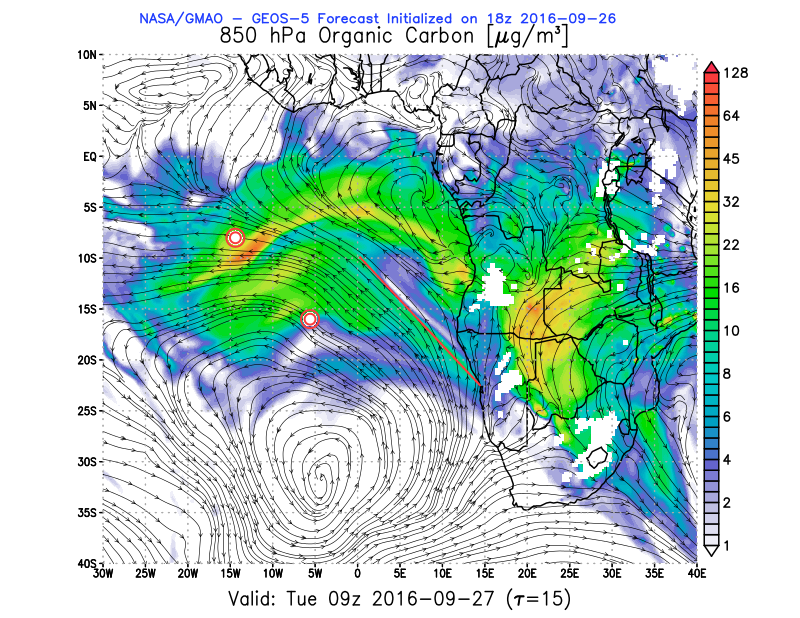 NASA/GMAO − GEOS−5 Forecast Initialized on 18z 2016−09−26
850 hPa Organic Carbon [μg/m³]
10N
5N
EQ
5S
10S
15S
20S
25S
30S
35S
40S
30W 25W 20W 15W 10W 5W 0 5E 10E 15E 20E 25E 30E 35E 40E
128
64
45
32
22
16
10
8
6
4
2
1
Valid: Tue 09z 2016−09−27 (τ=15)